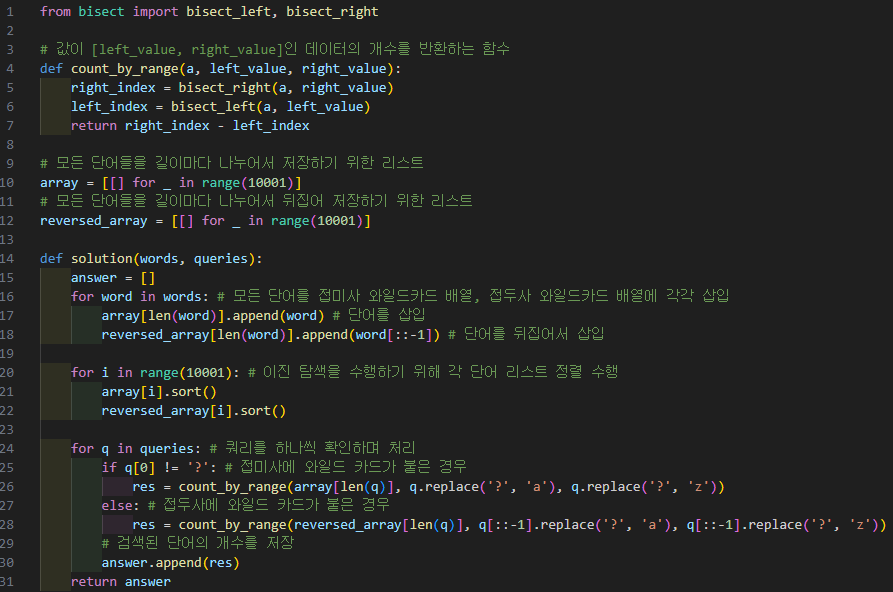 1 from bisect import bisect_left, bisect_right
2
3 # 값이 [left_value, right_value]인 데이터의 개수를 반환하는 함수
4 def count_by_range(a, left_value, right_value):
5     right_index = bisect_right(a, right_value)
6     left_index = bisect_left(a, left_value)
7     return right_index - left_index
8
9 # 모든 단어들을 길이마다 나누어서 저장하기 위한 리스트
10 array = [[] for _ in range(10001)]
11 # 모든 단어들을 길이마다 나누어서 뒤집어 저장하기 위한 리스트
12 reversed_array = [[] for _ in range(10001)]
13
14 def solution(words, queries):
15     answer = []
16     for word in words: # 모든 단어를 접미사 와일드카드 배열, 접두사 와일드카드 배열에 각각 삽입
17         array[len(word)].append(word) # 단어를 삽입
18         reversed_array[len(word)].append(word[::-1]) # 단어를 뒤집어서 삽입
19
20     for i in range(10001): # 이진 탐색을 수행하기 위해 각 단어 리스트 정렬 수행
21         array[i].sort()
22         reversed_array[i].sort()
23
24     for q in queries: # 쿼리를 하나씩 확인하며 처리
25         if q[0] != '?': # 접미사에 와일드 카드가 붙은 경우
26             res = count_by_range(array[len(q)], q.replace('?', 'a'), q.replace('?', 'z'))
27         else: # 접두사에 와일드 카드가 붙은 경우
28             res = count_by_range(reversed_array[len(q)], q[::-1].replace('?', 'a'), q[::-1].replace('?', 'z'))
29         # 검색된 단어의 개수를 저장
30         answer.append(res)
31     return answer